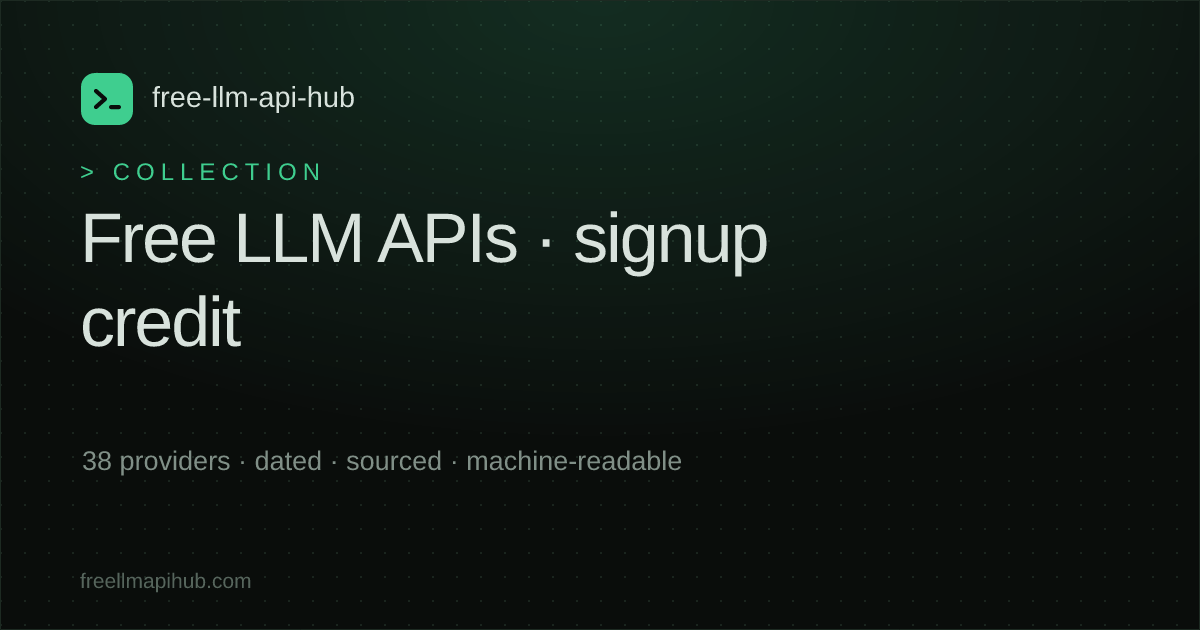 free-llm-api-hub
> COLLECTION
Free LLM APIs · signup
credit
38 providers · dated · sourced · machine-readable
freellmapihub.com